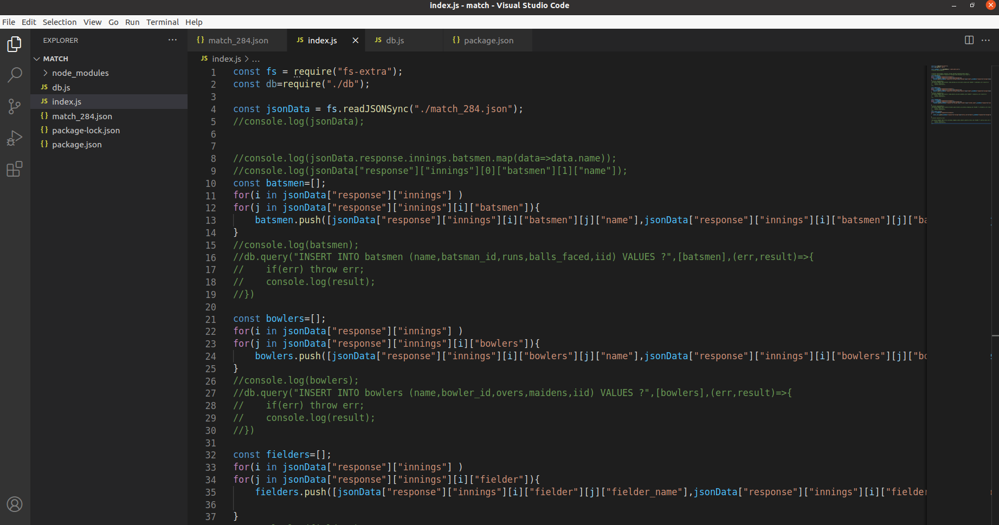 index.js - match - Visual Studio Code
File Edit Selection View Go Run Terminal Help
EXPLORER
MATCH
node_modules
JS db.js
JS index.js
{} match_284.json
{} package-lock.json
{} package.json
{} match_284.json
JS index.js
JS db.js
{} package.json
JS index.js > ...
1 const fs = require("fs-extra");
2 const db=require("./db");
3
4 const jsonData = fs.readJSONSync("./match_284.json");
5 //console.log(jsonData);
6
7
8 //console.log(jsonData.response.innings.batsmen.map(data=>data.name));
9 //console.log(jsonData["response"]["innings"][0]["batsmen"][1]["name"]);
10 const batsmen=[];
11 for(i in jsonData["response"]["innings"] )
12 for(j in jsonData["response"]["innings"][i]["batsmen"]){
13     batsmen.push([jsonData["response"]["innings"][i]["batsmen"][j]["name"],jsonData["response"]["innings"][i]["batsmen"][j]["ba
14 }
15 //console.log(batsmen);
16 //db.query("INSERT INTO batsmen (name,batsman_id,runs,balls_faced,iid) VALUES ?",[batsmen],(err,result)=>{
17 //    if(err) throw err;
18 //    console.log(result);
19 //})
20
21 const bowlers=[];
22 for(i in jsonData["response"]["innings"] )
23 for(j in jsonData["response"]["innings"][i]["bowlers"]){
24     bowlers.push([jsonData["response"]["innings"][i]["bowlers"][j]["name"],jsonData["response"]["innings"][i]["bowlers"][j]["bo
25 }
26 //console.log(bowlers);
27 //db.query("INSERT INTO bowlers (name,bowler_id,overs,maidens,iid) VALUES ?",[bowlers],(err,result)=>{
28 //    if(err) throw err;
29 //    console.log(result);
30 //})
31
32 const fielders=[];
33 for(i in jsonData["response"]["innings"] )
34 for(j in jsonData["response"]["innings"][i]["fielder"]){
35     fielders.push([jsonData["response"]["innings"][i]["fielder"][j]["fielder_name"],jsonData["response"]["innings"][i]["fielder
36
37 }